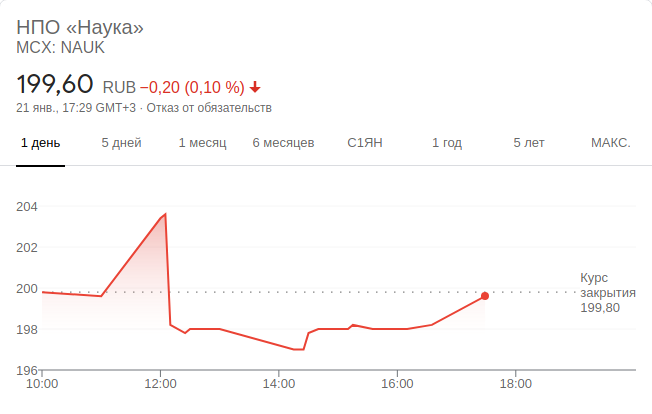 НПО «Наука»
MCX: NAUK
199,60 RUB −0,20 (0,10 %)
21 янв., 17:29 GMT+3 · Отказ от обязательств
1 день 5 дней 1 месяц 6 месяцев С1ЯН 1 год 5 лет МАКС.
204
202
200
198
196
Курс
закрытия
199,80
10:00 12:00 14:00 16:00 18:00